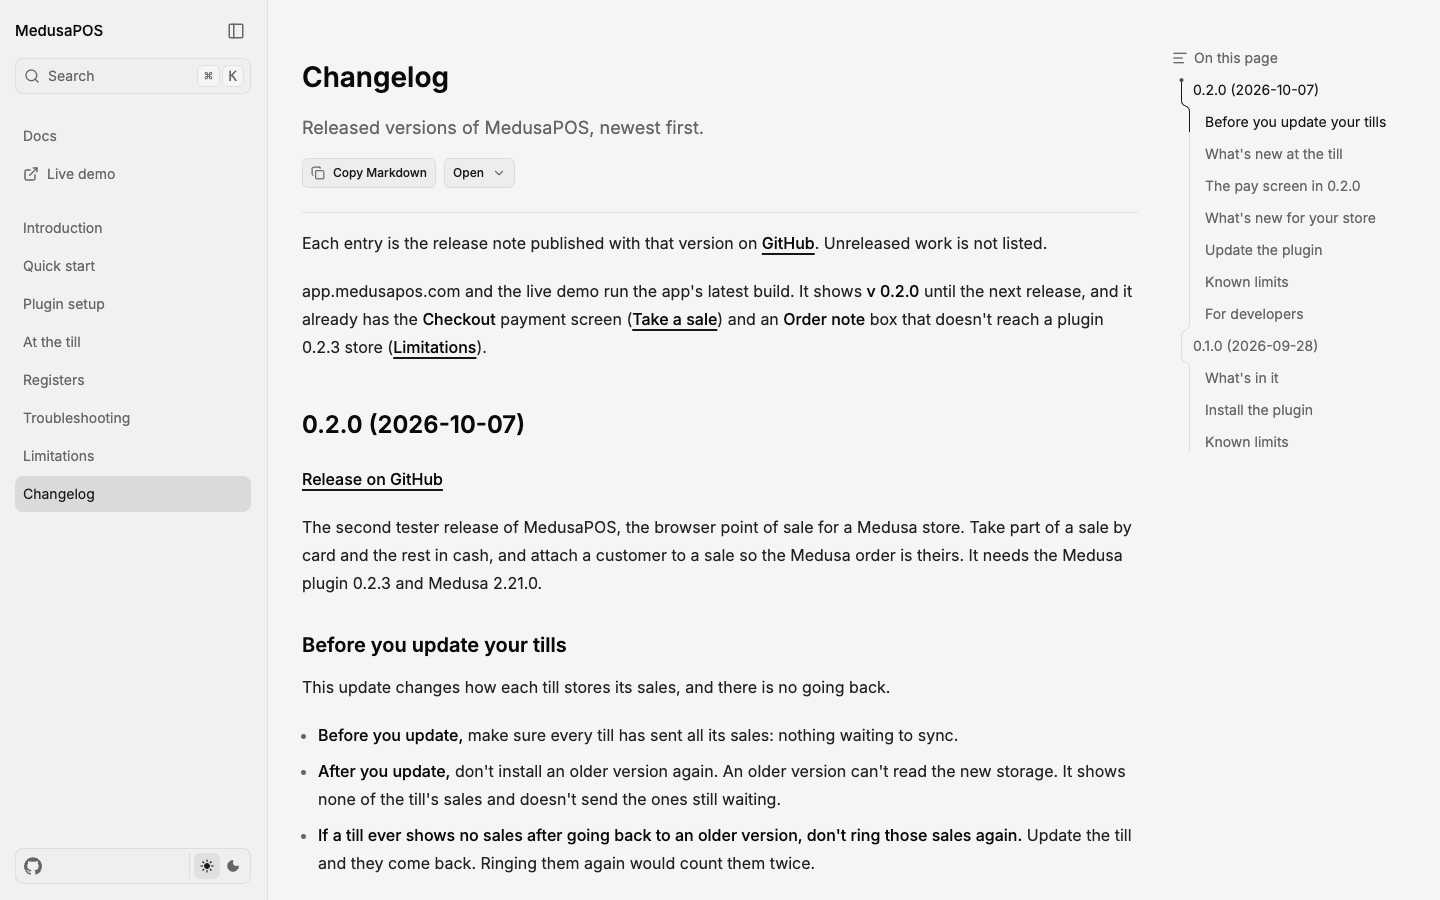 MedusaPOS
Search
⌘ K
Docs
Live demo
Introduction
Quick start
Plugin setup
At the till
Registers
Troubleshooting
Limitations
Changelog
Changelog
Released versions of MedusaPOS, newest first.
Copy Markdown
Open
Each entry is the release note published with that version on GitHub. Unreleased work is not listed.
app.medusapos.com and the live demo run the app's latest build. It shows v 0.2.0 until the next release, and it
already has the Checkout payment screen (Take a sale) and an Order note box that doesn't reach a plugin
0.2.3 store (Limitations).
0.2.0 (2026-10-07)
Release on GitHub
The second tester release of MedusaPOS, the browser point of sale for a Medusa store. Take part of a sale by
card and the rest in cash, and attach a customer to a sale so the Medusa order is theirs. It needs the Medusa
plugin 0.2.3 and Medusa 2.21.0.
Before you update your tills
This update changes how each till stores its sales, and there is no going back.
Before you update, make sure every till has sent all its sales: nothing waiting to sync.
After you update, don't install an older version again. An older version can't read the new storage. It shows
none of the till's sales and doesn't send the ones still waiting.
If a till ever shows no sales after going back to an older version, don't ring those sales again. Update the till
and they come back. Ringing them again would count them twice.
On this page
0.2.0 (2026-10-07)
Before you update your tills
What's new at the till
The pay screen in 0.2.0
What's new for your store
Update the plugin
Known limits
For developers
0.1.0 (2026-09-28)
What's in it
Install the plugin
Known limits